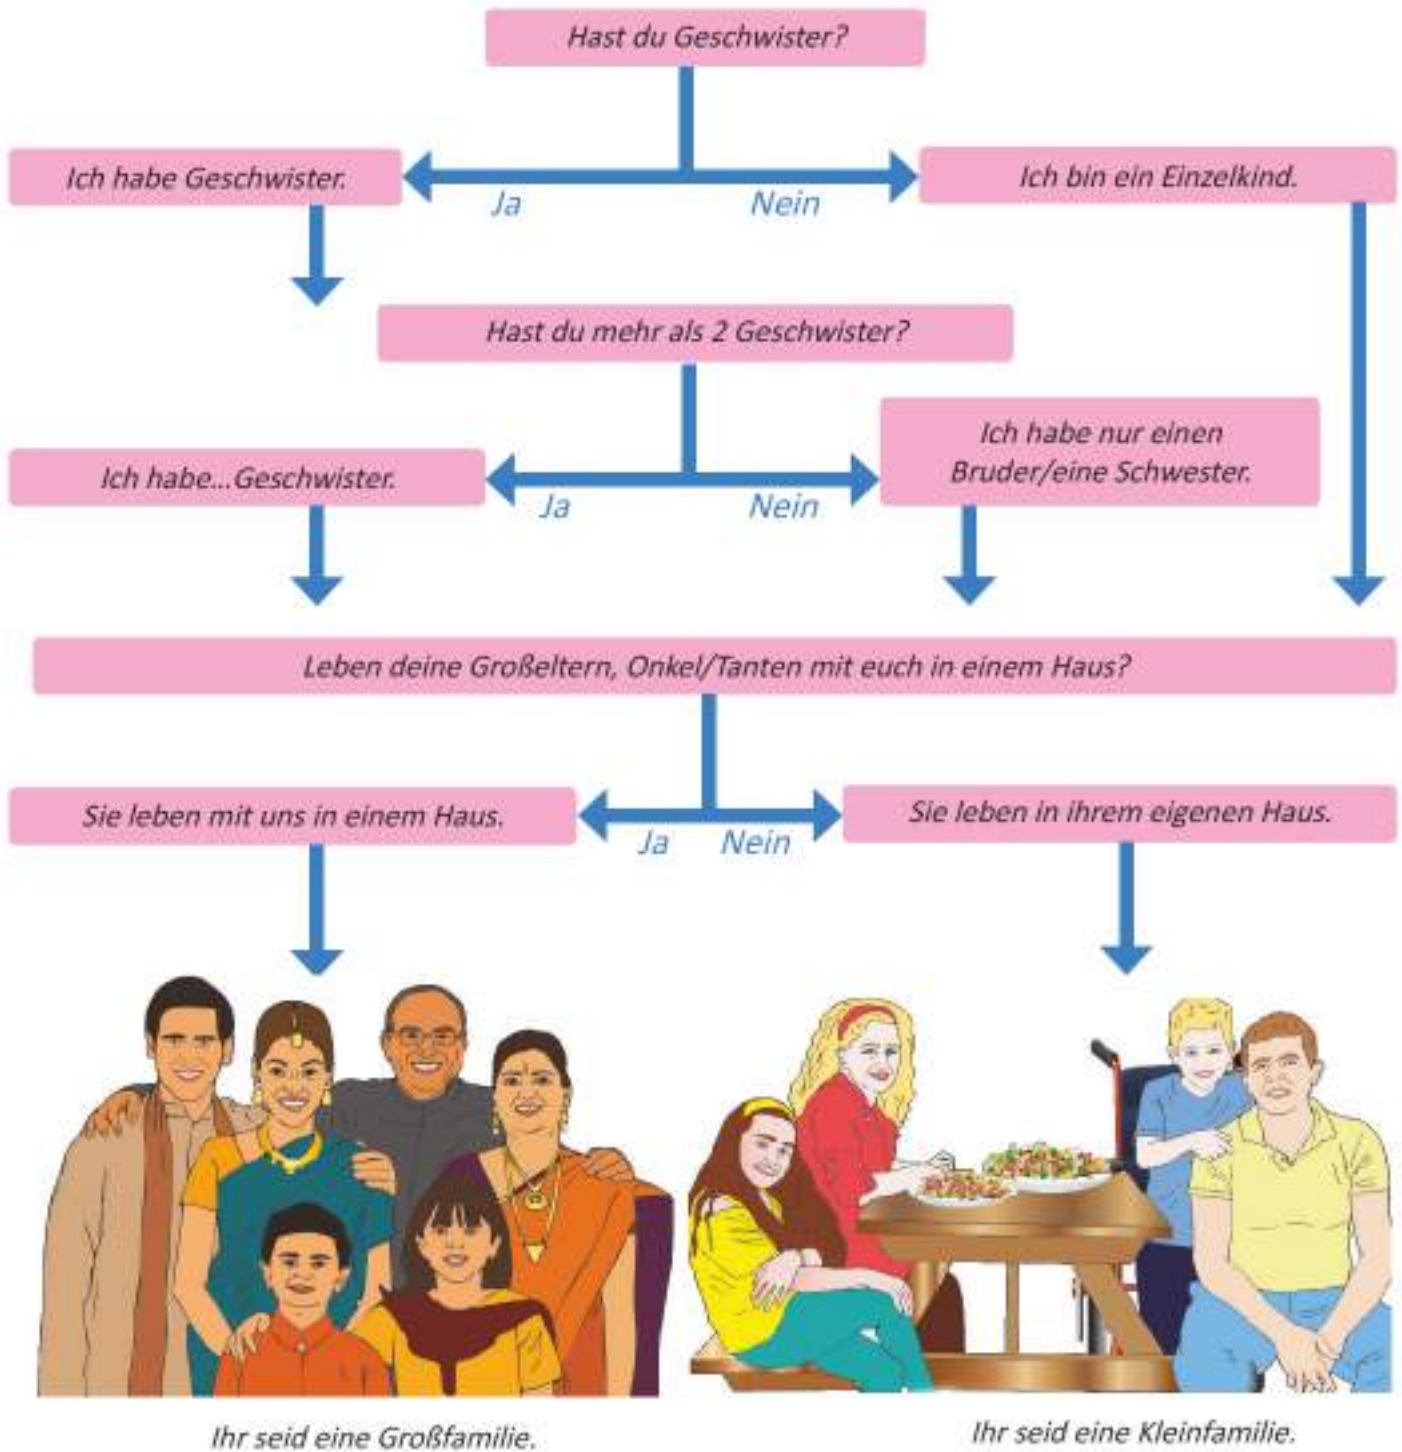 Hast du Geschwister?
Ich habe Geschwister.
Ja
Nein
Ich bin ein Einzelkind.
Hast du mehr als 2 Geschwister?
Ich habe...Geschwister.
Ja
Nein
Ich habe nur einen
Bruder/eine Schwester.
Leben deine Großeltern, Onkel/Tanten mit euch in einem Haus?
Sie leben mit uns in einem Haus.
Ja
Nein
Sie leben in ihrem eigenen Haus.
Ihr seid eine Großfamilie.
Ihr seid eine Kleinfamilie.